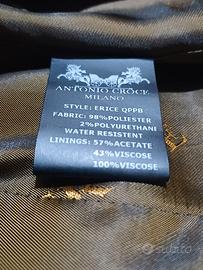 ANTONIO CROCE
MILANO
STYLE: ERICE QPPB
FABRIC: 98%POLIESTER
2%POLYURETHANI
WATER RESISTENT
LININGS: 57%ACETATE
43%VISCOSE
100%VISCOSE
subito